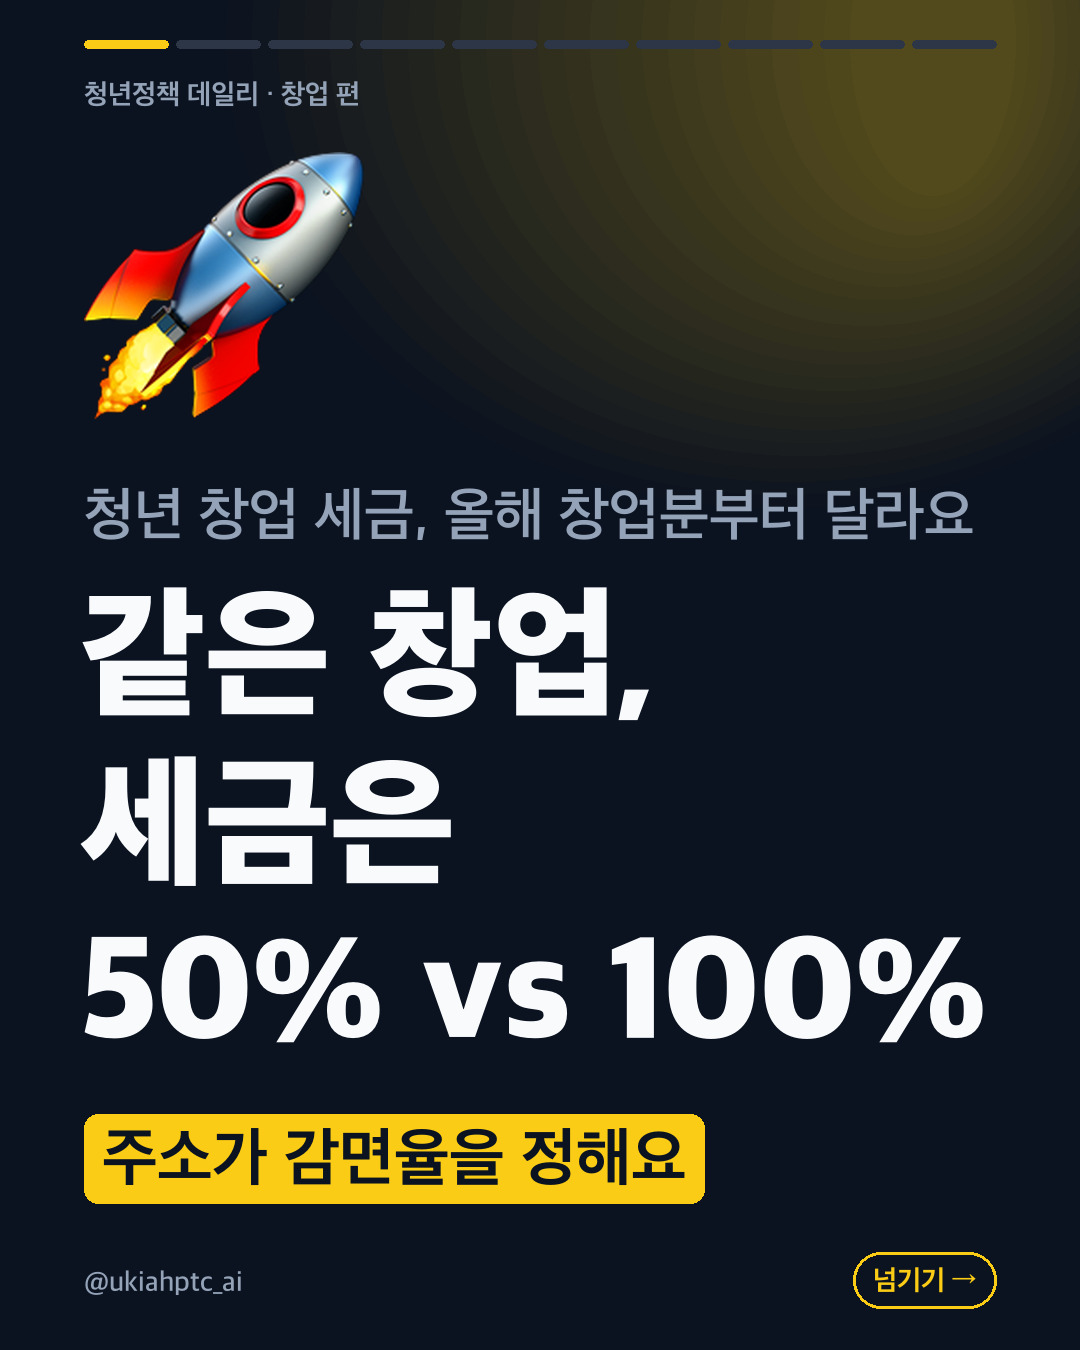 청년정책 데일리 · 창업 편
청년 창업 세금, 올해 창업분부터 달라요
같은 창업,
세금은
50% vs 100%
주소가 감면율을 정해요
@ukiahptc_ai
넘기기 →